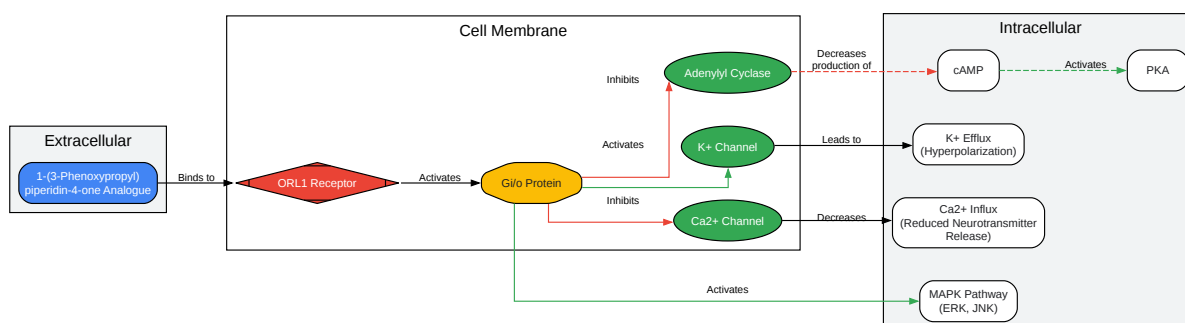 Cell Membrane
Intracellular
Extracellular
1-(3-Phenoxypropyl)
piperidin-4-one Analogue
Binds to
ORL1 Receptor
Activates
Gi/o Protein
Inhibits
Adenylyl Cyclase
Decreases
production of
cAMP
Activates
PKA
Activates
K+ Channel
Leads to
K+ Efflux
(Hyperpolarization)
Inhibits
Ca2+ Channel
Decreases
Ca2+ Influx
(Reduced Neurotransmitter
Release)
Activates
MAPK Pathway
(ERK, JNK)